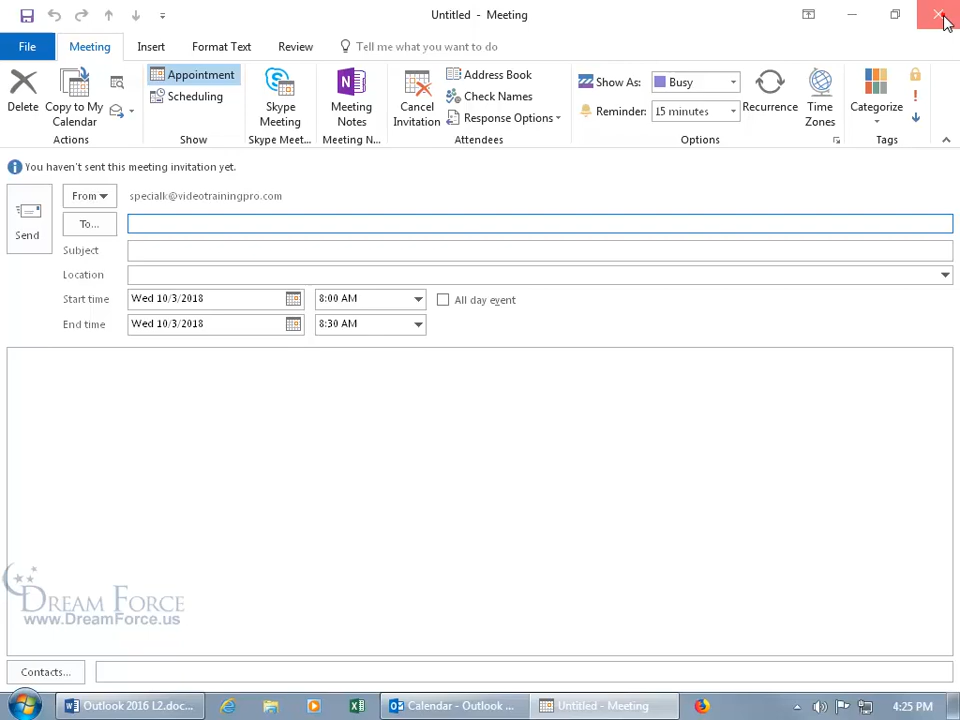 Untitled - Meeting
File Meeting Insert Format Text Review Tell me what you want to do
Delete
Copy to My Calendar
Actions
Appointment
Scheduling
Show
Skype Meeting
Skype Meet...
Meeting Notes
Meeting N...
Cancel Invitation
Address Book
Check Names
Response Options
Attendees
Show As: Busy
Reminder: 15 minutes
Recurrence
Time Zones
Options
Categorize
Tags
You haven't sent this meeting invitation yet.
Send
From specialk@videotrainingpro.com
To...
Subject
Location
Start time Wed 10/3/2018 8:00 AM All day event
End time Wed 10/3/2018 8:30 AM
Dream Force
www.DreamForce.us
Contacts...
Outlook 2016 L2.doc... Calendar - Outlook ... Untitled - Meeting 4:25 PM